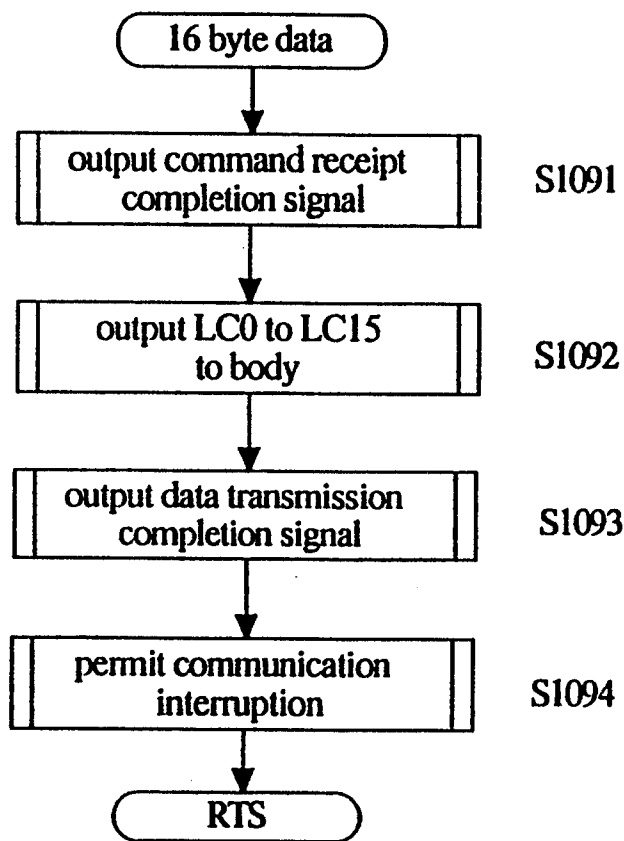 16 byte data
output command receipt
completion signal
S1091
output LC0 to LC15
to body
S1092
output data transmission
completion signal
S1093
permit communication
interruption
S1094
RTS